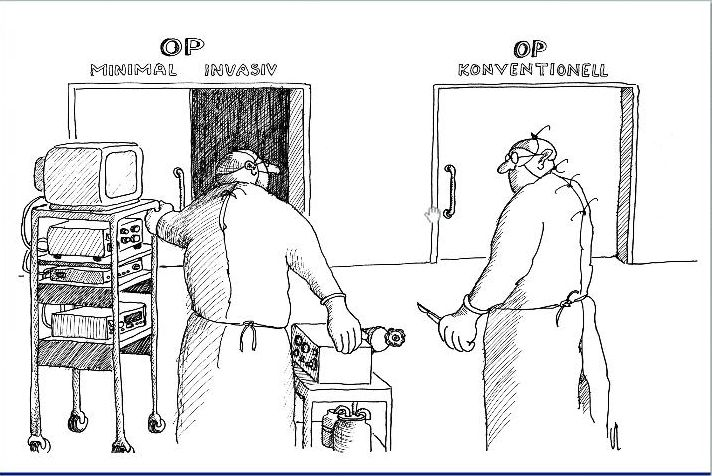 OP
MINIMAL INVASIV
OP
KONVENTIONELL